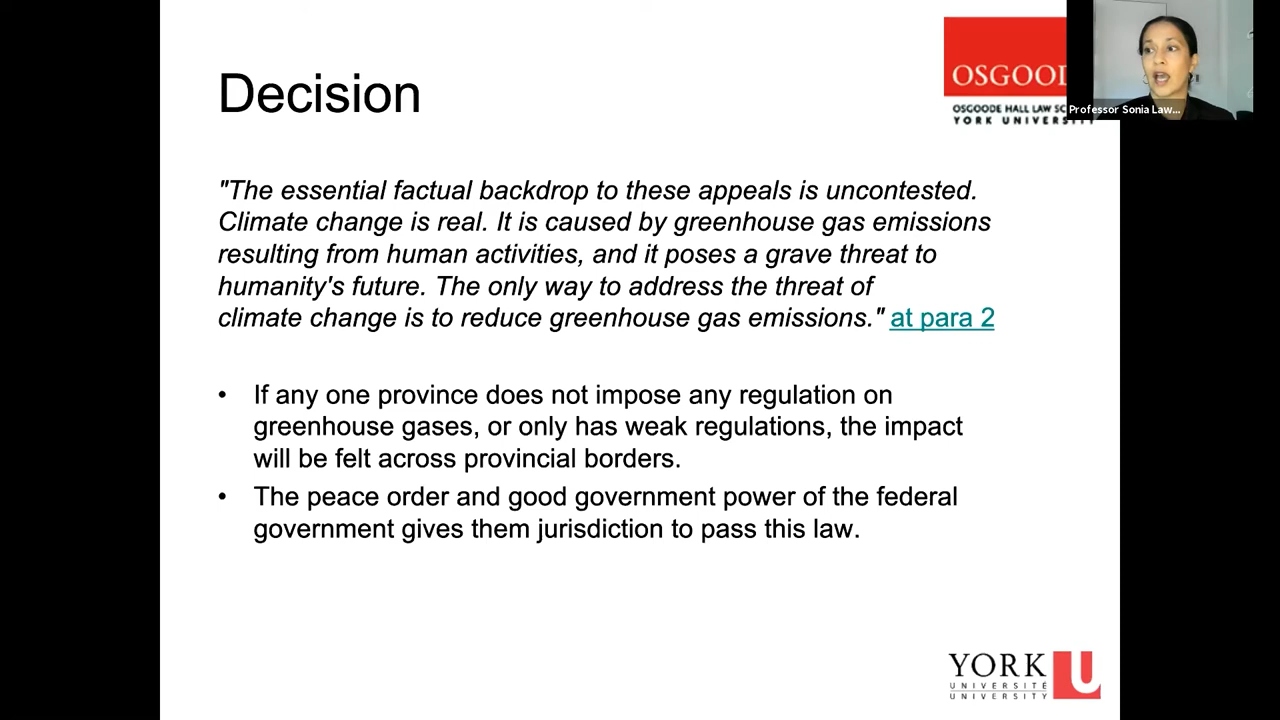 Decision
OSGOOD
OSGOODE HALL LAW SC
YORK UNIVERSITY
Professor Sonia Law...
"The essential factual backdrop to these appeals is uncontested.
Climate change is real. It is caused by greenhouse gas emissions
resulting from human activities, and it poses a grave threat to
humanity's future. The only way to address the threat of
climate change is to reduce greenhouse gas emissions." at para 2
• If any one province does not impose any regulation on
greenhouse gases, or only has weak regulations, the impact
will be felt across provincial borders.
• The peace order and good government power of the federal
government gives them jurisdiction to pass this law.
YORK U
UNIVERSITÉ
UNIVERSITY